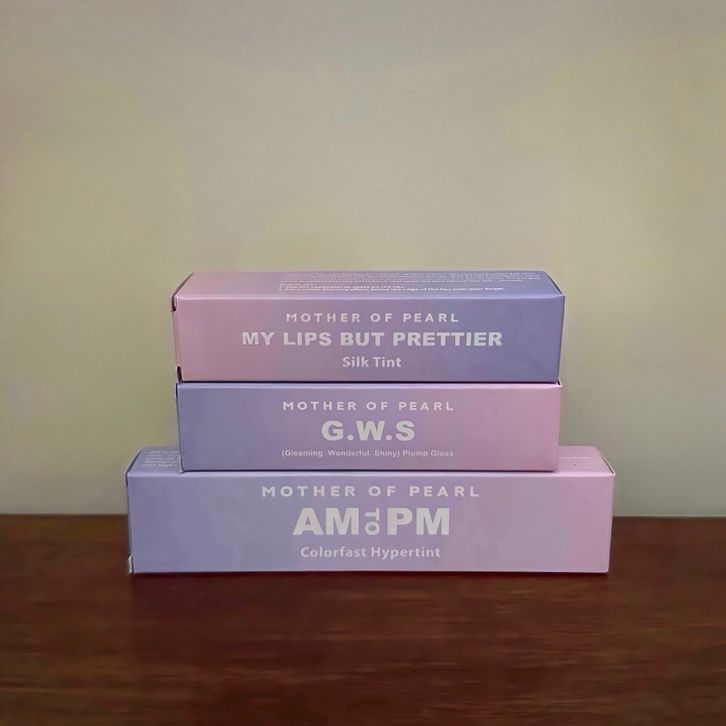 MOTHER OF PEARL
MY LIPS BUT PRETTIER
Silk Tint
MOTHER OF PEARL
G.W.S
(Gleaming. Wonderful. Shiny) Plump Gloss
MOTHER OF PEARL
AM TO PM
Colorfast Hypertint